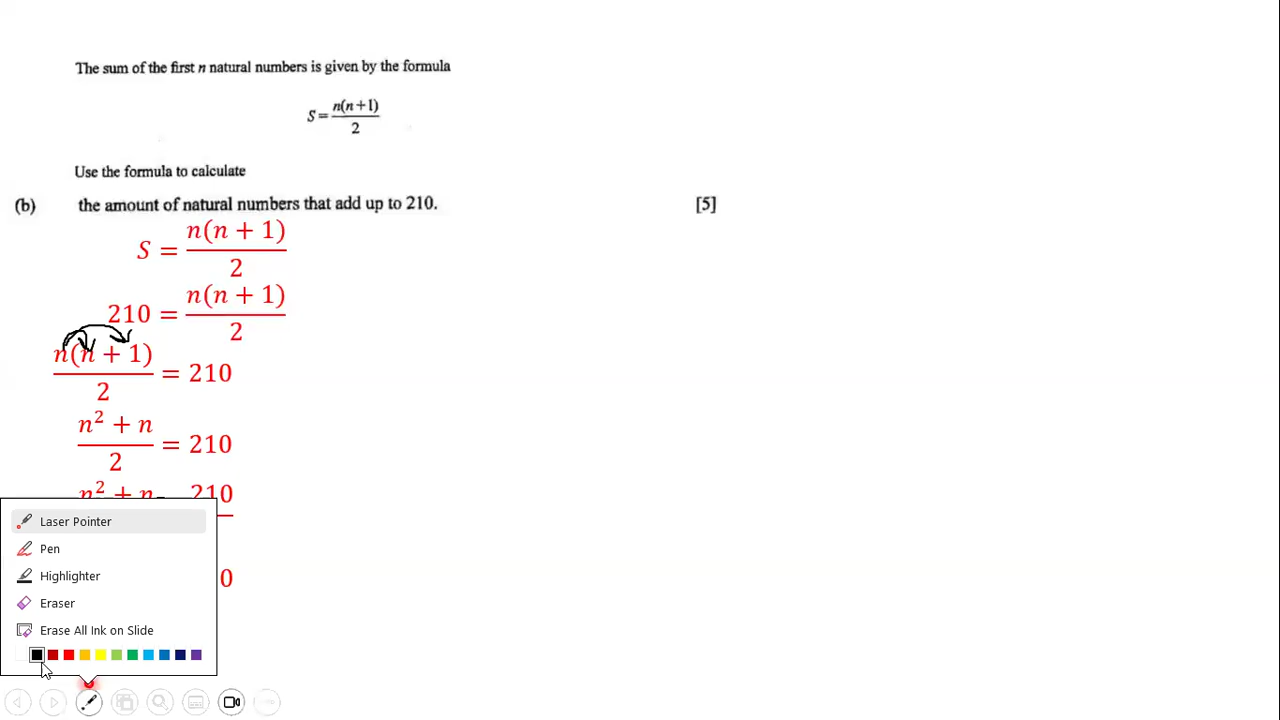 The sum of the first n natural numbers is given by the formula
S = n(n+1)/2
Use the formula to calculate
(b) the amount of natural numbers that add up to 210. [5]
S = n(n + 1)/2
210 = n(n + 1)/2
n(n + 1)/2 = 210
n² + n/2 = 210
n² + n 210
0
Laser Pointer
Pen
Highlighter
Eraser
Erase All Ink on Slide